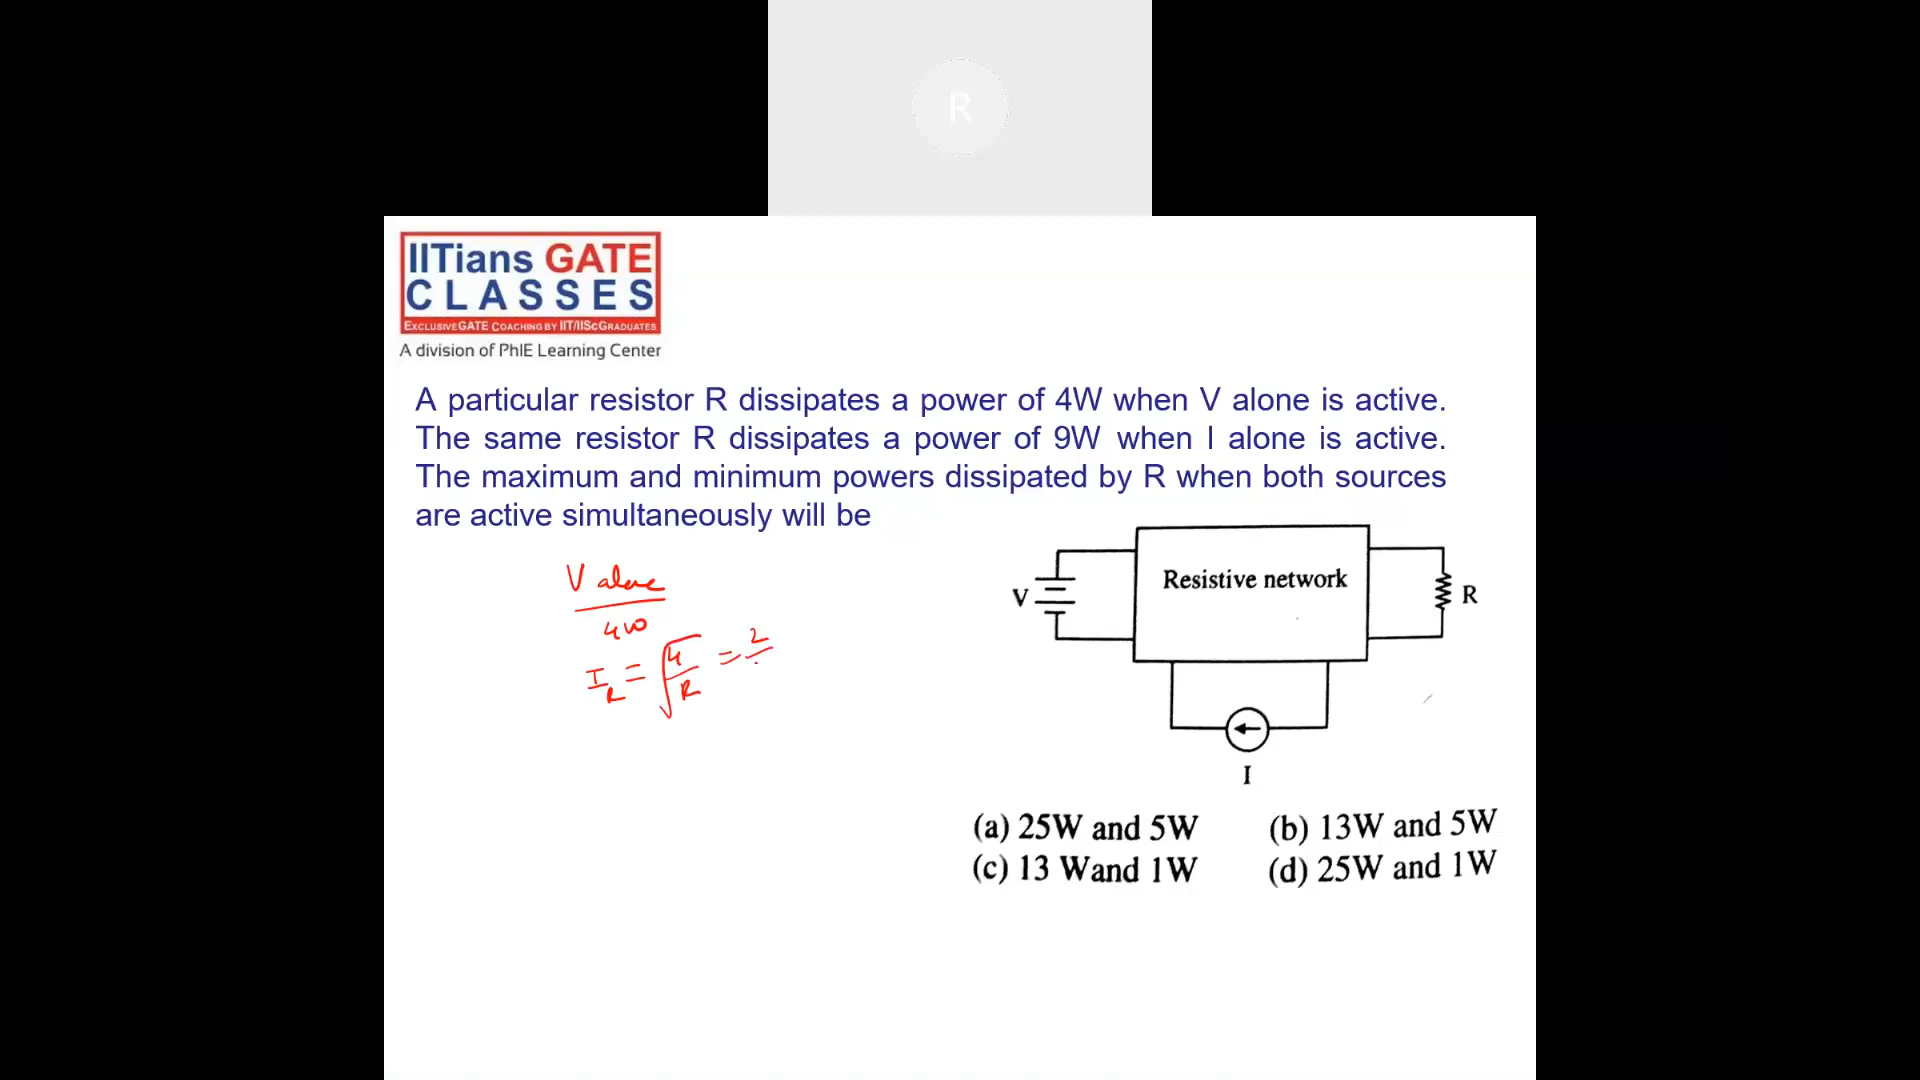 R
IITians GATE
CLASSES
EXCLUSIVE GATE COACHING BY IIT/IISc GRADUATES
A division of PhIE Learning Center
A particular resistor R dissipates a power of 4W when V alone is active.
The same resistor R dissipates a power of 9W when I alone is active.
The maximum and minimum powers dissipated by R when both sources
are active simultaneously will be
V alone
4W
I_R = √(4/R) = 2/
Resistive network
V
R
I
(a) 25W and 5W (b) 13W and 5W
(c) 13 Wand 1W (d) 25W and 1W